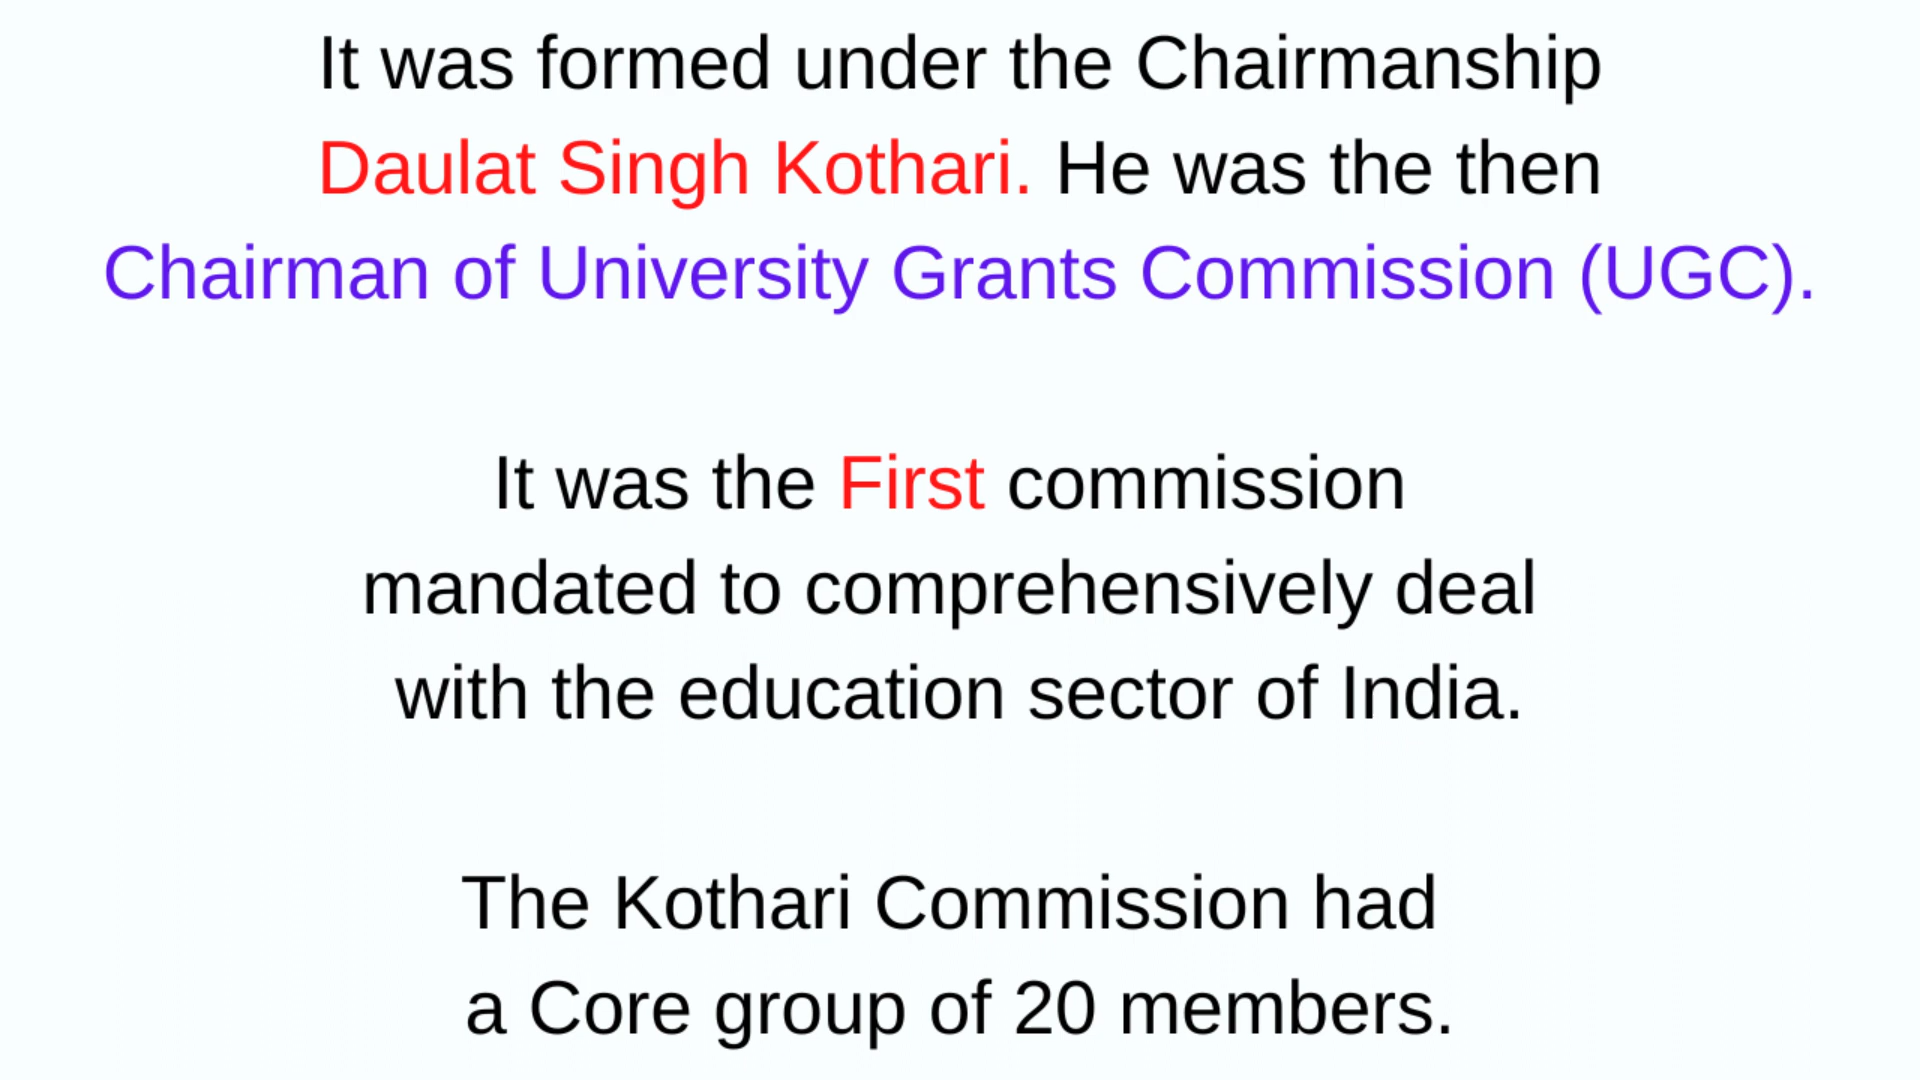 It was formed under the Chairmanship
Daulat Singh Kothari. He was the then
Chairman of University Grants Commission (UGC).
It was the First commission
mandated to comprehensively deal
with the education sector of India.
The Kothari Commission had
a Core group of 20 members.